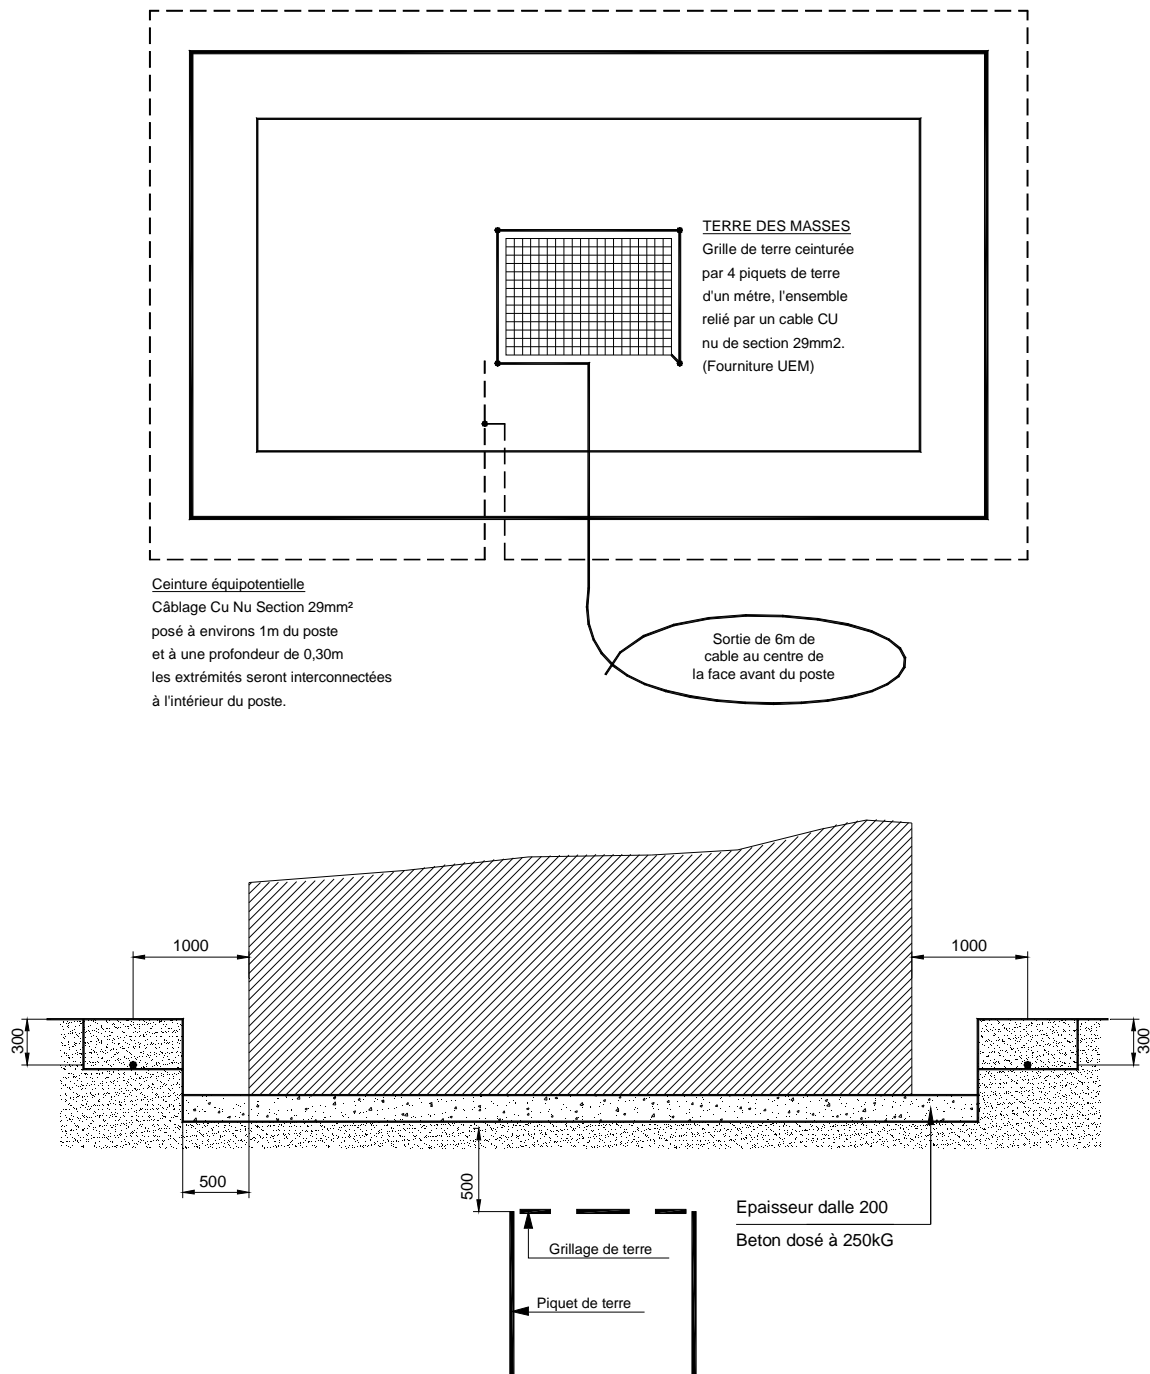 TERRE DES MASSES
Grille de terre ceinturée
par 4 piquets de terre
d'un métre, l'ensemble
relié par un cable CU
nu de section 29mm2.
(Fourniture UEM)
Ceinture équipotentielle
Câblage Cu Nu Section 29mm²
posé à environs 1m du poste
et à une profondeur de 0,30m
les extrémités seront interconnectées
à l'intérieur du poste.
Sortie de 6m de
cable au centre de
la face avant du poste
1000
1000
300
300
500
500
Epaisseur dalle 200
Beton dosé à 250kG
Grillage de terre
Piquet de terre